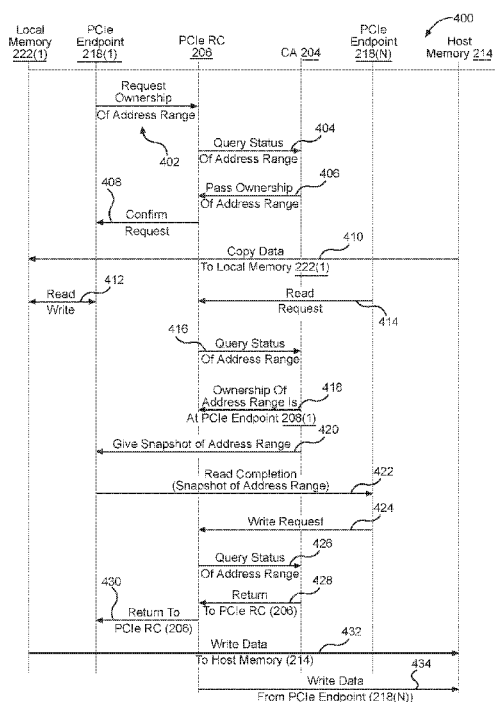 400
Local
Memory
222(1)
PCIe
Endpoint
218(1)
PCIe RC
206
CA 204
PCIe
Endpoint
218(N)
Host
Memory 214
Request
Ownership
Of Address Range
402
Query Status
404
Of Address Range
Pass Ownership
406
Of Address Range
408
Confirm
Request
Copy Data
410
To Local Memory 222(1)
412
Read
Write
Read
Request
414
416
Query Status
Of Address Range
Ownership Of
Address Range Is
418
At PCIe Endpoint 208(1)
420
Give Snapshot of Address Range
Read Completion
(Snapshot of Address Range)
422
424
Write Request
Query Status
426
Of Address Range
Return
428
To PCIe RC (206)
430
Return To
PCIe RC (206)
Write Data
432
To Host Memory (214)
Write Data
434
From PCIe Endpoint (218(N))